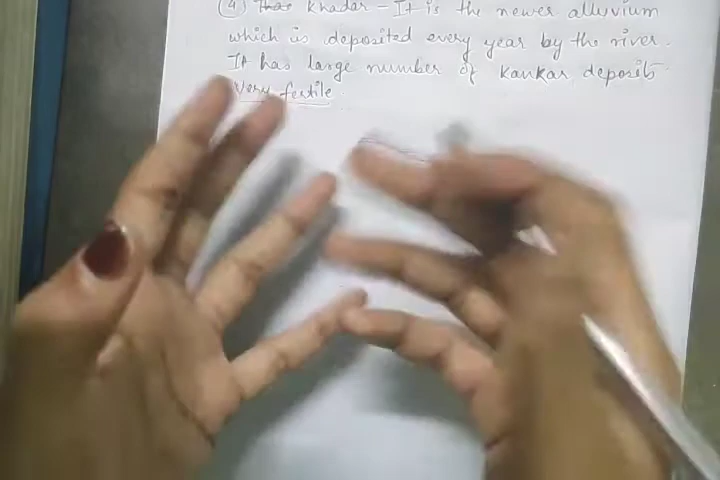 (4) Khadar - It is the newer alluvium
which is deposited every year by the river.
It has large number of kankar deposits
Very fertile.